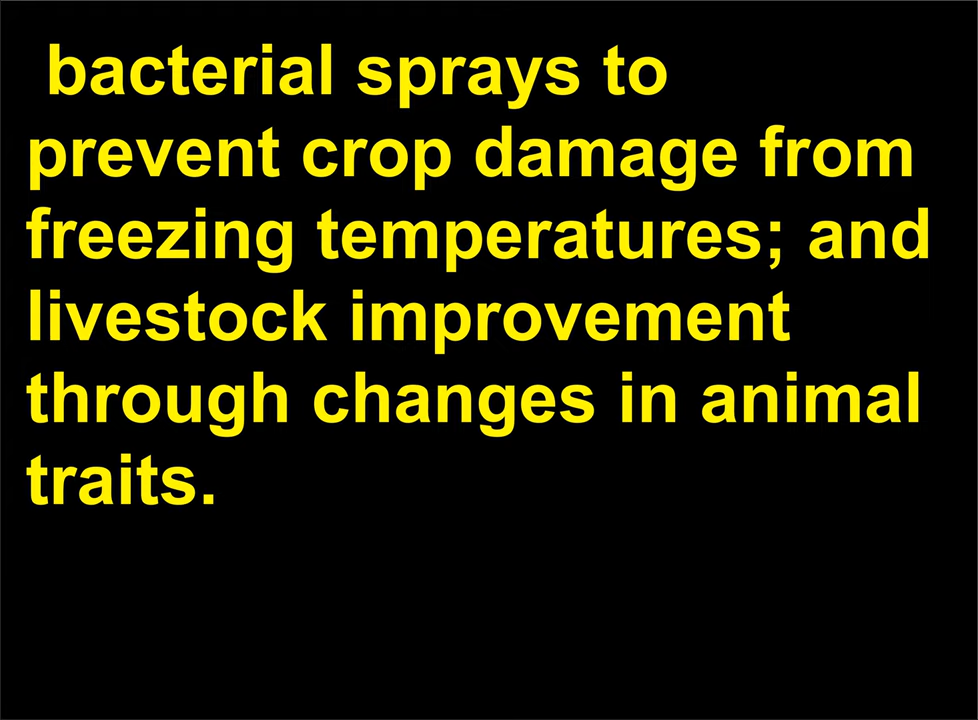 bacterial sprays to
prevent crop damage from
freezing temperatures; and
livestock improvement
through changes in animal
traits.